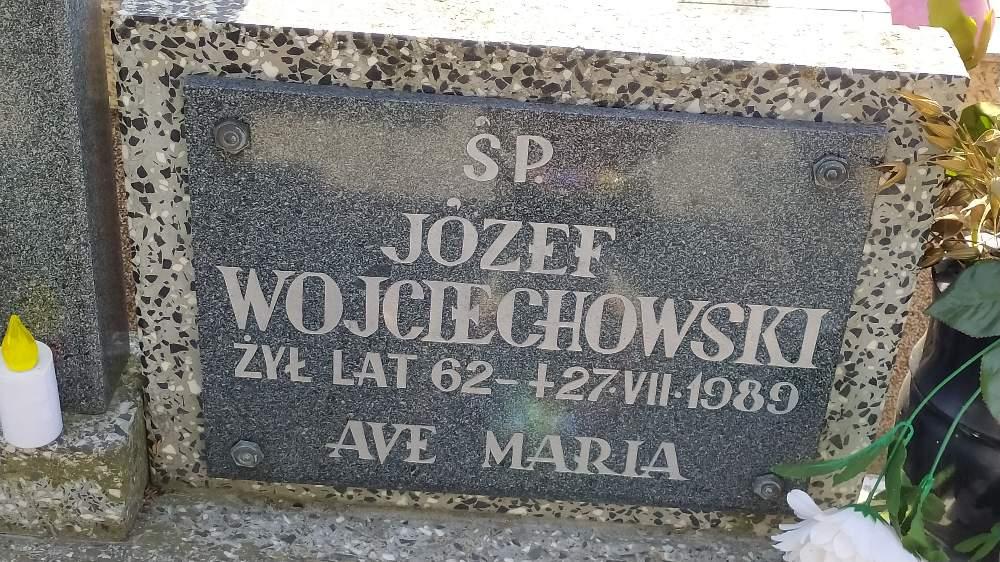 ŚP.
JÓZEF
WOJCIECHOWSKI
ŻYŁ LAT 62-+27.VII.1989
AVE MARIA